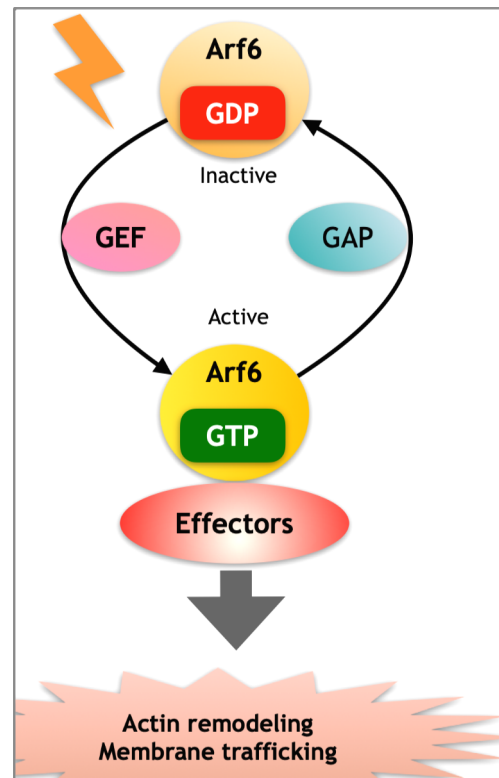 Arf6
GDP
Inactive
GEF
GAP
Active
Arf6
GTP
Effectors
Actin remodeling
Membrane trafficking